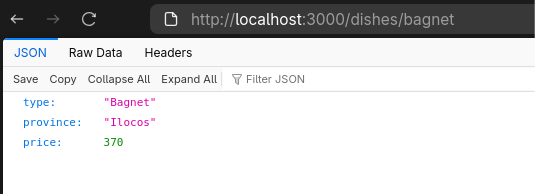 http://localhost:3000/dishes/bagnet
JSON Raw Data Headers
Save Copy Collapse All Expand All Filter JSON
type: "Bagnet"
province: "Ilocos"
price: 370